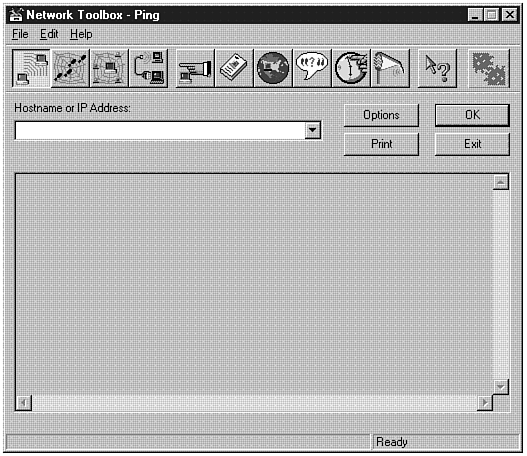 Network Toolbox - Ping
File Edit Help
"?"
Hostname or IP Address:
Options
OK
Print
Exit
Ready